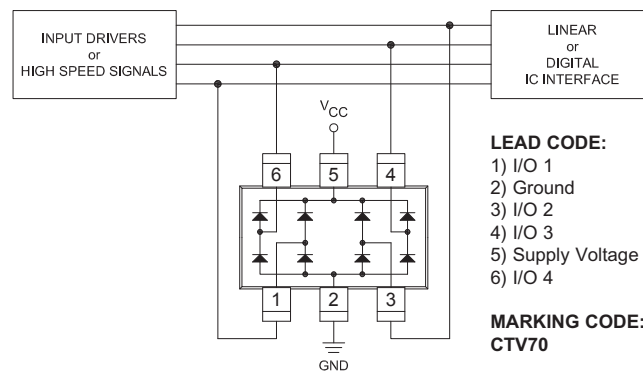 INPUT DRIVERS
or
HIGH SPEED SIGNALS
LINEAR
or
DIGITAL
IC INTERFACE
VCC
6
5
4
1
2
3
GND
LEAD CODE:
1) I/O 1
2) Ground
3) I/O 2
4) I/O 3
5) Supply Voltage
6) I/O 4
MARKING CODE:
CTV70